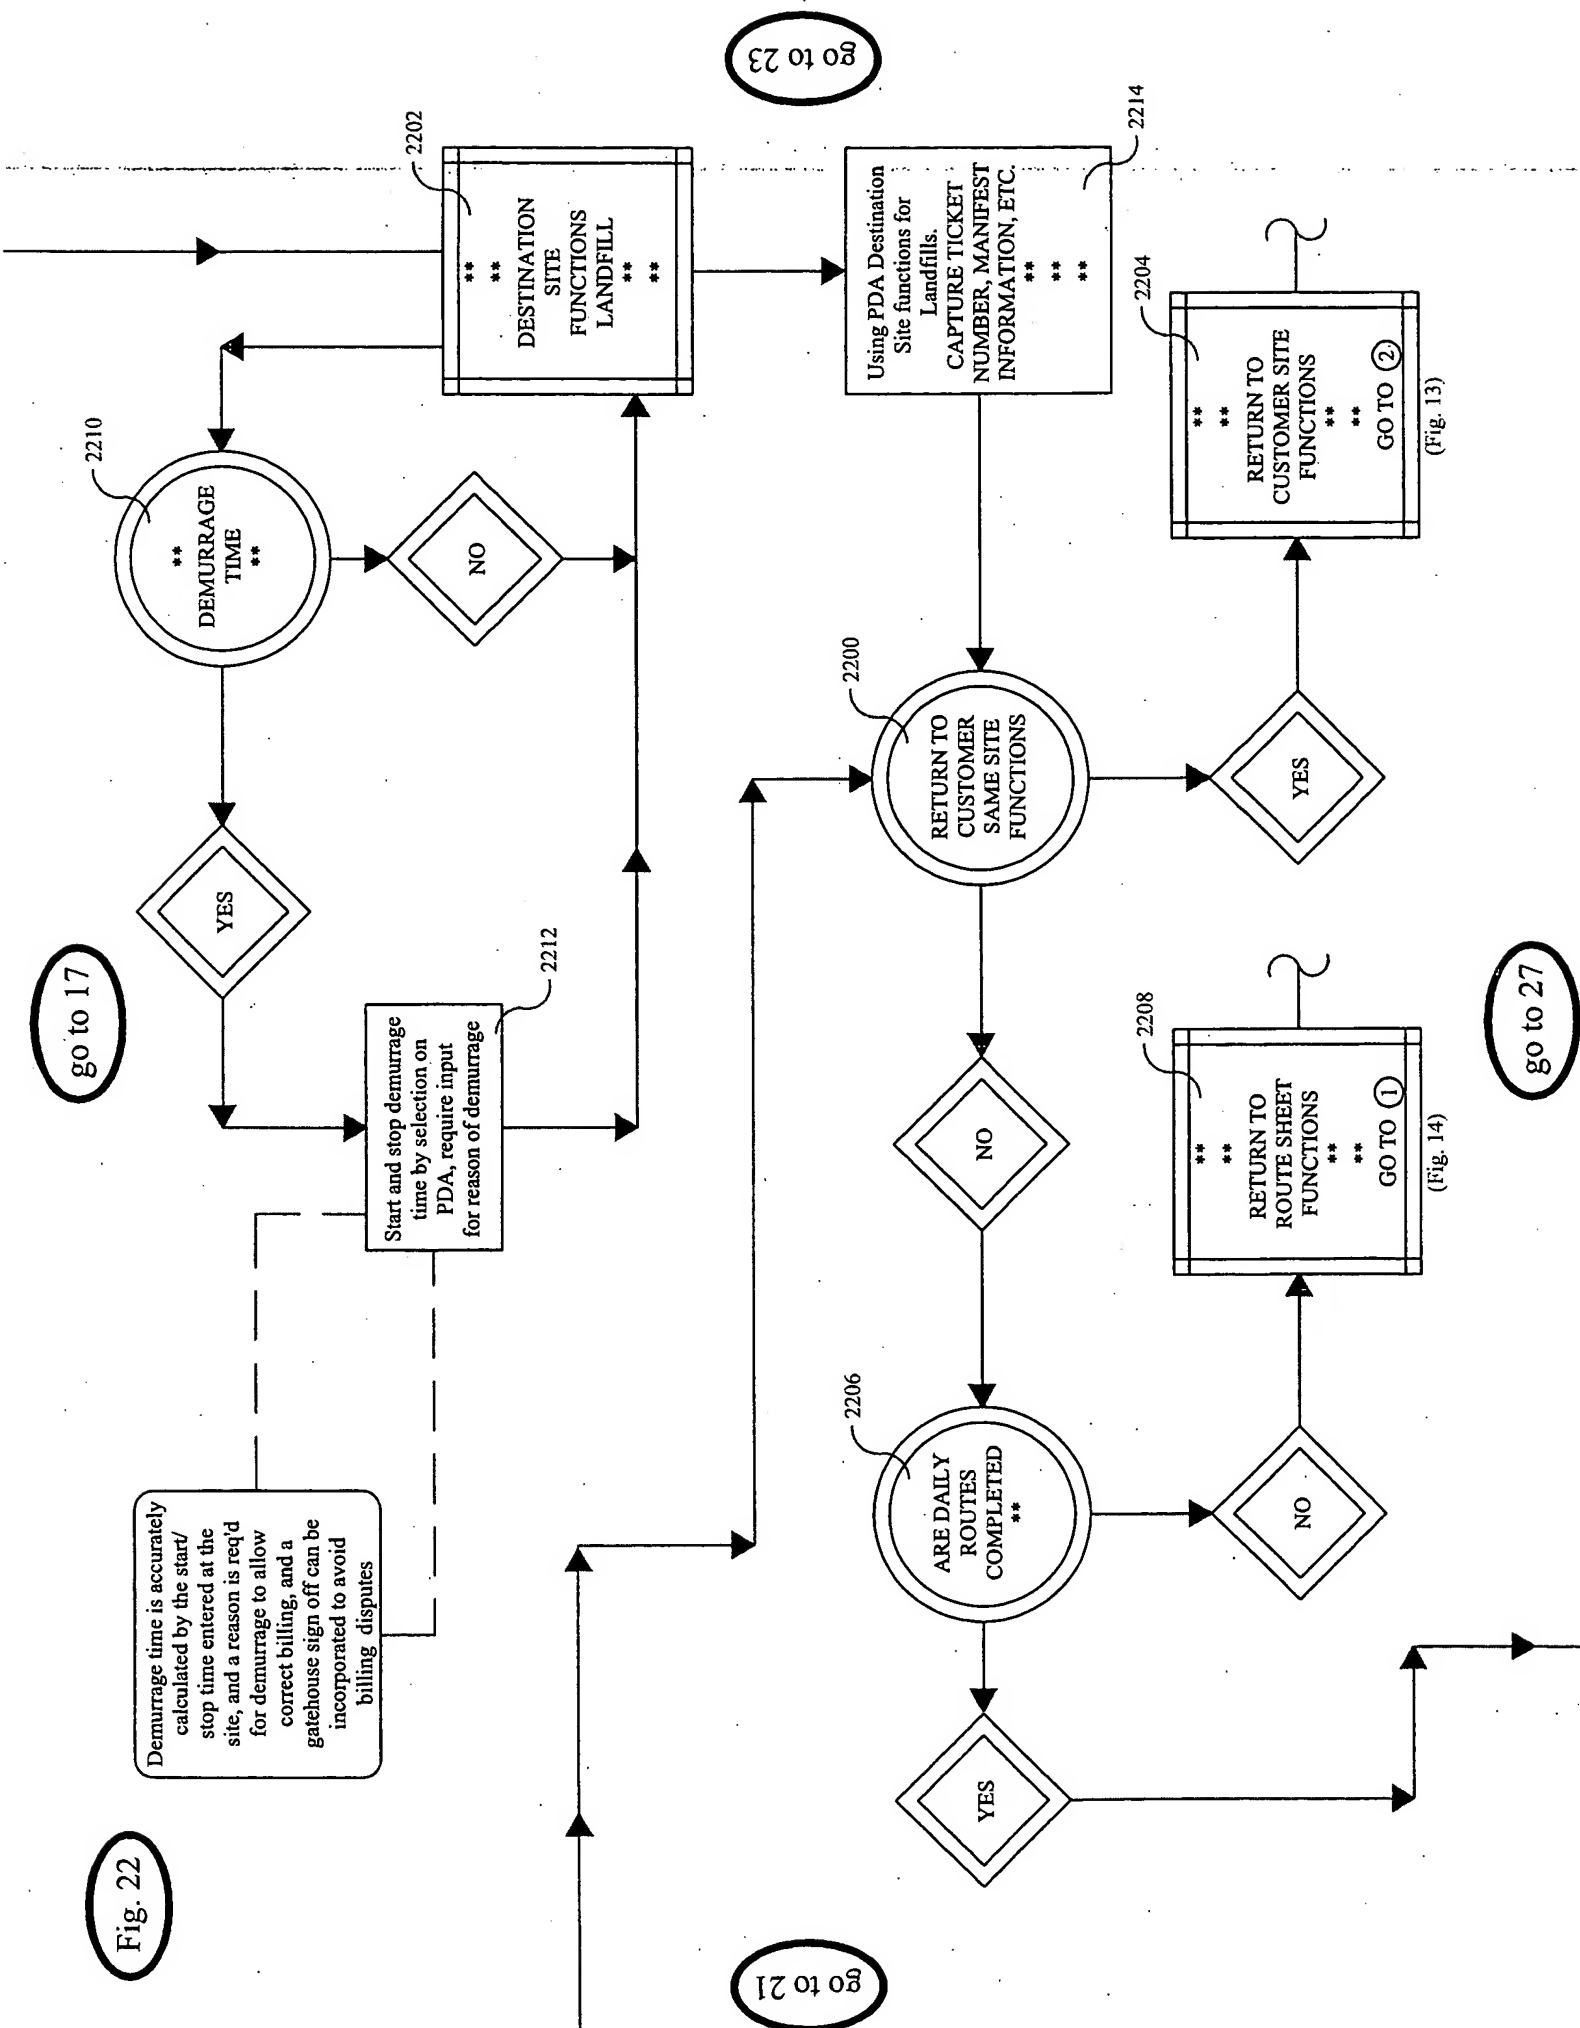 Fig. 22
go to 17
Demurrage time is accurately
calculated by the start/
stop time entered at the
site, and a reason is req'd
for demurrage to allow
correct billing, and a
gatehouse sign off can be
incorporated to avoid
billing disputes
YES
**
DEMURRAGE
TIME
**
2210
Start and stop demurrage
time by selection on
PDA, require input
for reason of demurrage
2212
NO
2202
**
**
DESTINATION
SITE
FUNCTIONS
LANDFILL
**
**
go to 21
go to 23
2206
ARE DAILY
ROUTES
COMPLETED
**
YES
NO
2200
RETURN TO
CUSTOMER
SAME SITE
FUNCTIONS
Using PDA Destination
Site functions for
Landfills.
CAPTURE TICKET
NUMBER, MANIFEST
INFORMATION, ETC.
**
**
**
2214
NO
2208
**
**
RETURN TO
ROUTE SHEET
FUNCTIONS
**
**
GO TO 1
(Fig. 14)
YES
2204
**
**
RETURN TO
CUSTOMER SITE
FUNCTIONS
**
**
GO TO 2
(Fig. 13)
go to 27